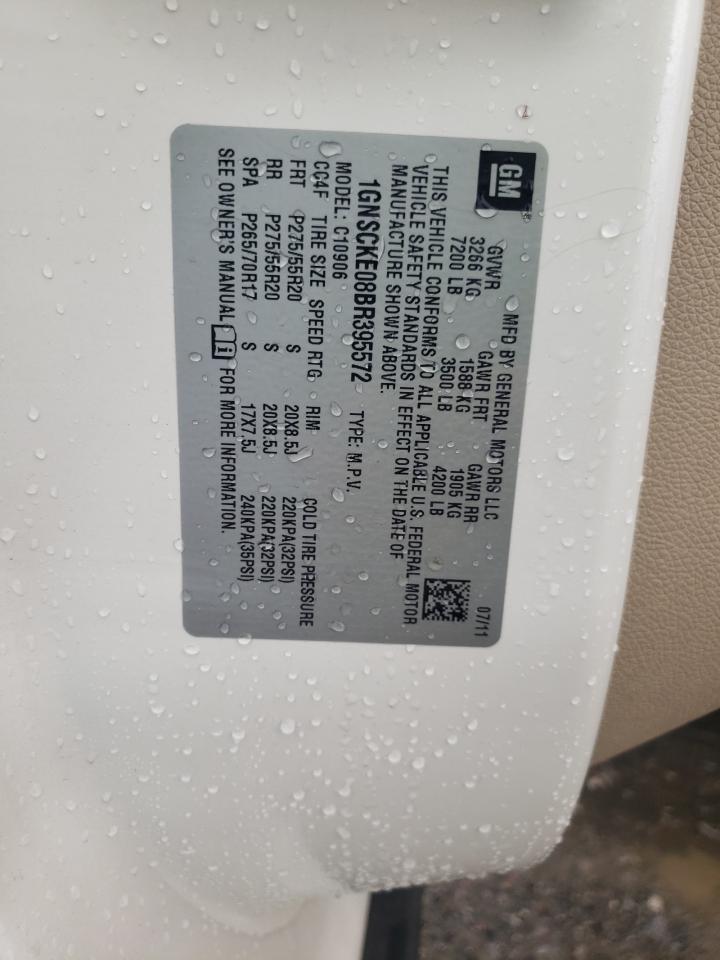 GM
MFD BY GENERAL MOTORS LLC
07/11
GVWR GAWR FRT GAWR RR
3266 KG 1588 KG 1905 KG
7200 LB 3500 LB 4200 LB
THIS VEHICLE CONFORMS TO ALL APPLICABLE U.S. FEDERAL MOTOR
VEHICLE SAFETY STANDARDS IN EFFECT ON THE DATE OF
MANUFACTURE SHOWN ABOVE.
1GNSCKE08BR395572 TYPE: M.P.V.
MODEL: C10906
CC4F TIRE SIZE SPEED RTG RIM COLD TIRE PRESSURE
FRT P275/55R20 S 20X8.5J 220KPA(32PSI)
RR P275/55R20 S 20X8.5J 220KPA(32PSI)
SPA P265/70R17 S 17X7.5J 240KPA(35PSI)
SEE OWNER'S MANUAL i FOR MORE INFORMATION.